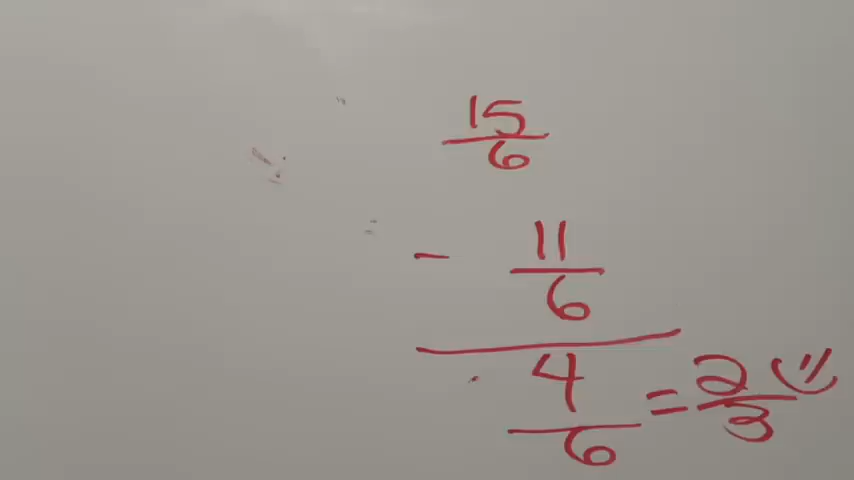 15/6
- 11/6
4/6 = 2/3